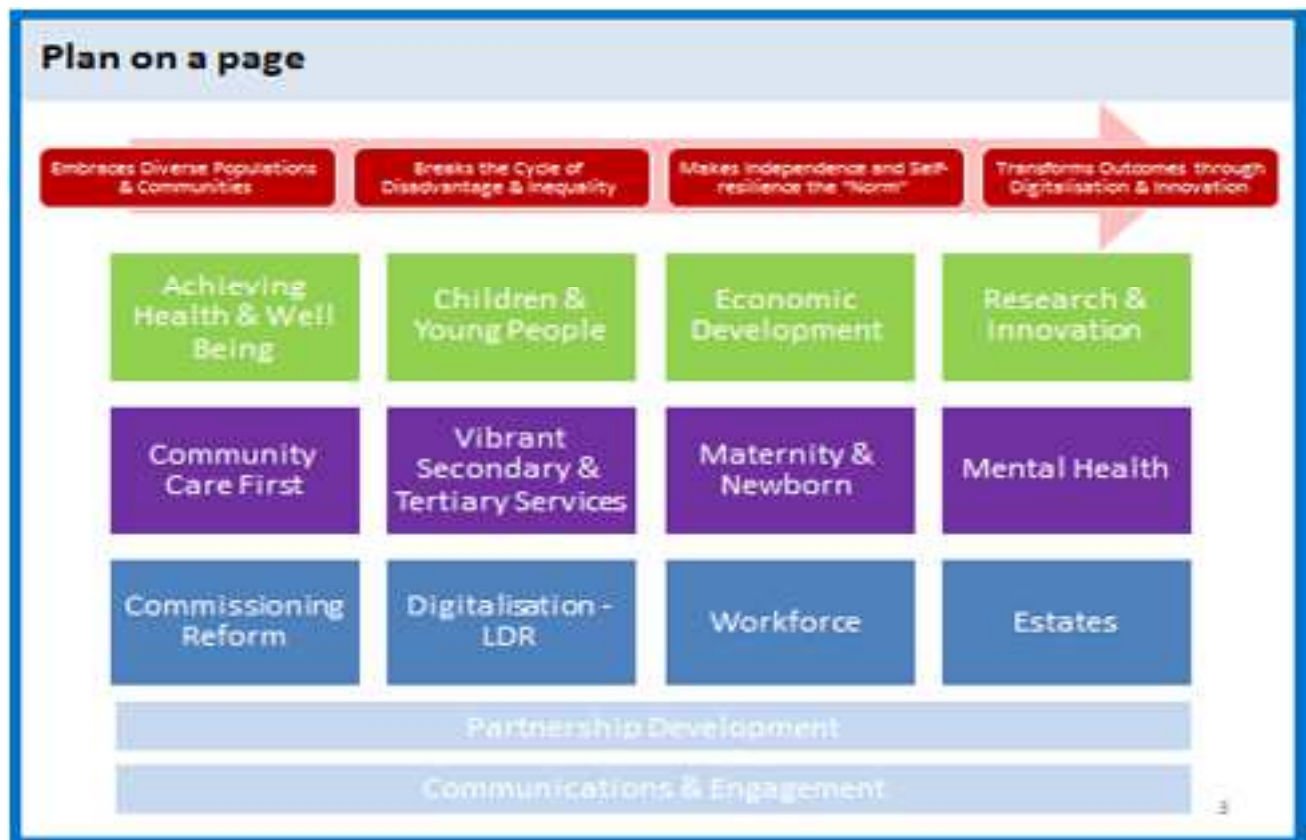 Plan on a page
Embraces Diverse Populations
& Communities
Breaks the Cycle of
Disadvantage & Inequality
Makes Independence and Self-
resilience the "Norm"
Transforms Outcomes through
Digitalisation & Innovation
Achieving
Health & Well
Being
Children &
Young People
Economic
Development
Research &
Innovation
Community
Care First
Vibrant
Secondary &
Tertiary Services
Maternity &
Newborn
Mental Health
Commissioning
Reform
Digitalisation -
LDR
Workforce
Estates
Partnership Development
Communications & Engagement
3